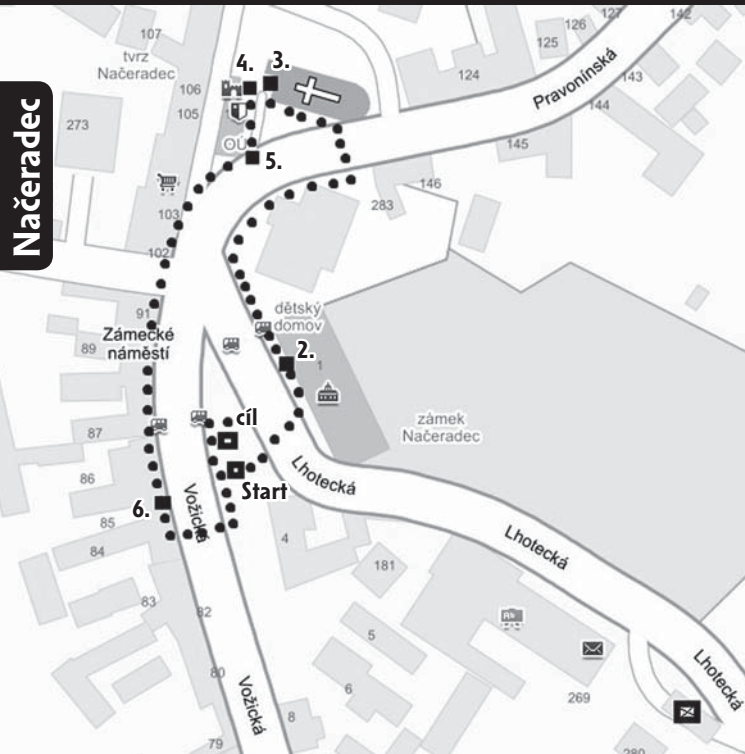 Načeradec
107
tvrz
Načeradec
106
105
273
4.
3.
OÚ
5.
103
102
124
125
126
127
142
143
144
145
146
283
Pravonínská
91
Zámecké
náměstí
89
87
86
85
84
83
82
80
79
dětský
domov
2.
1
zámek
Načeradec
cíl
Start
6.
Vožická
Lhotecká
4
181
Lhotecká
5
6
8
Vožická
269
280
Lhotecká